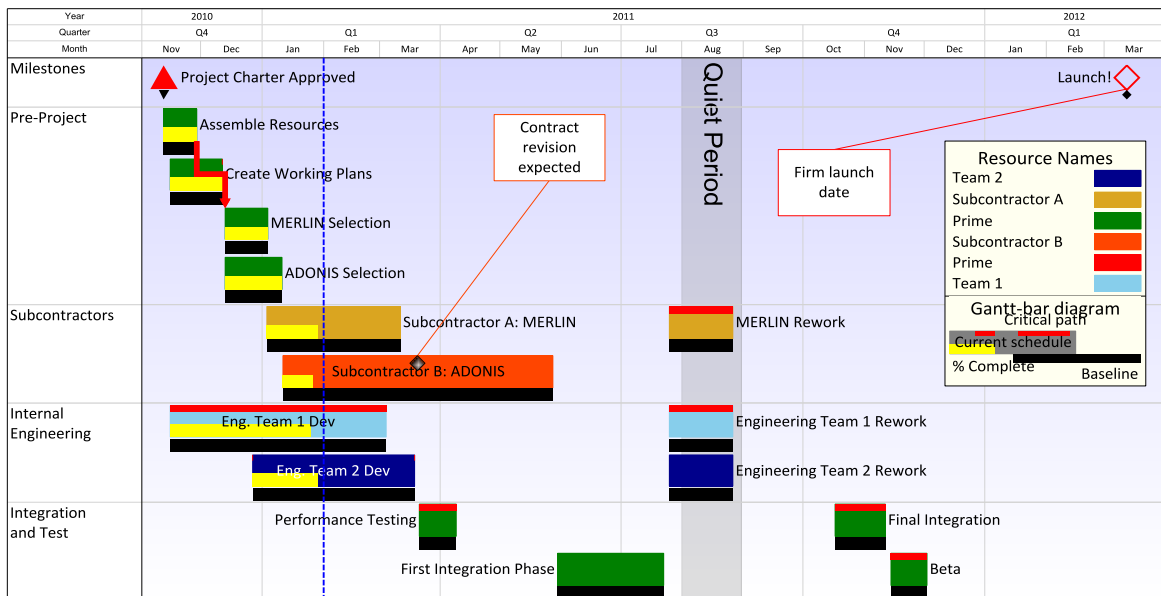 Year 2010 2011 2012
Quarter Q4 Q1 Q2 Q3 Q4 Q1
Month Nov Dec Jan Feb Mar Apr May Jun Jul Aug Sep Oct Nov Dec Jan Feb Mar
Milestones
Project Charter Approved
Launch!
Pre-Project
Assemble Resources
Create Working Plans
MERLIN Selection
ADONIS Selection
Contract
revision
expected
Quiet Period
Firm launch
date
Resource Names
Team 2
Subcontractor A
Prime
Subcontractor B
Prime
Team 1
Gantt-bar diagram
Critical path
Current schedule
% Complete
Baseline
Subcontractors
Subcontractor A: MERLIN
MERLIN Rework
Subcontractor B: ADONIS
Internal
Engineering
Eng. Team 1 Dev
Engineering Team 1 Rework
Eng. Team 2 Dev
Engineering Team 2 Rework
Integration
and Test
Performance Testing
Final Integration
First Integration Phase
Beta